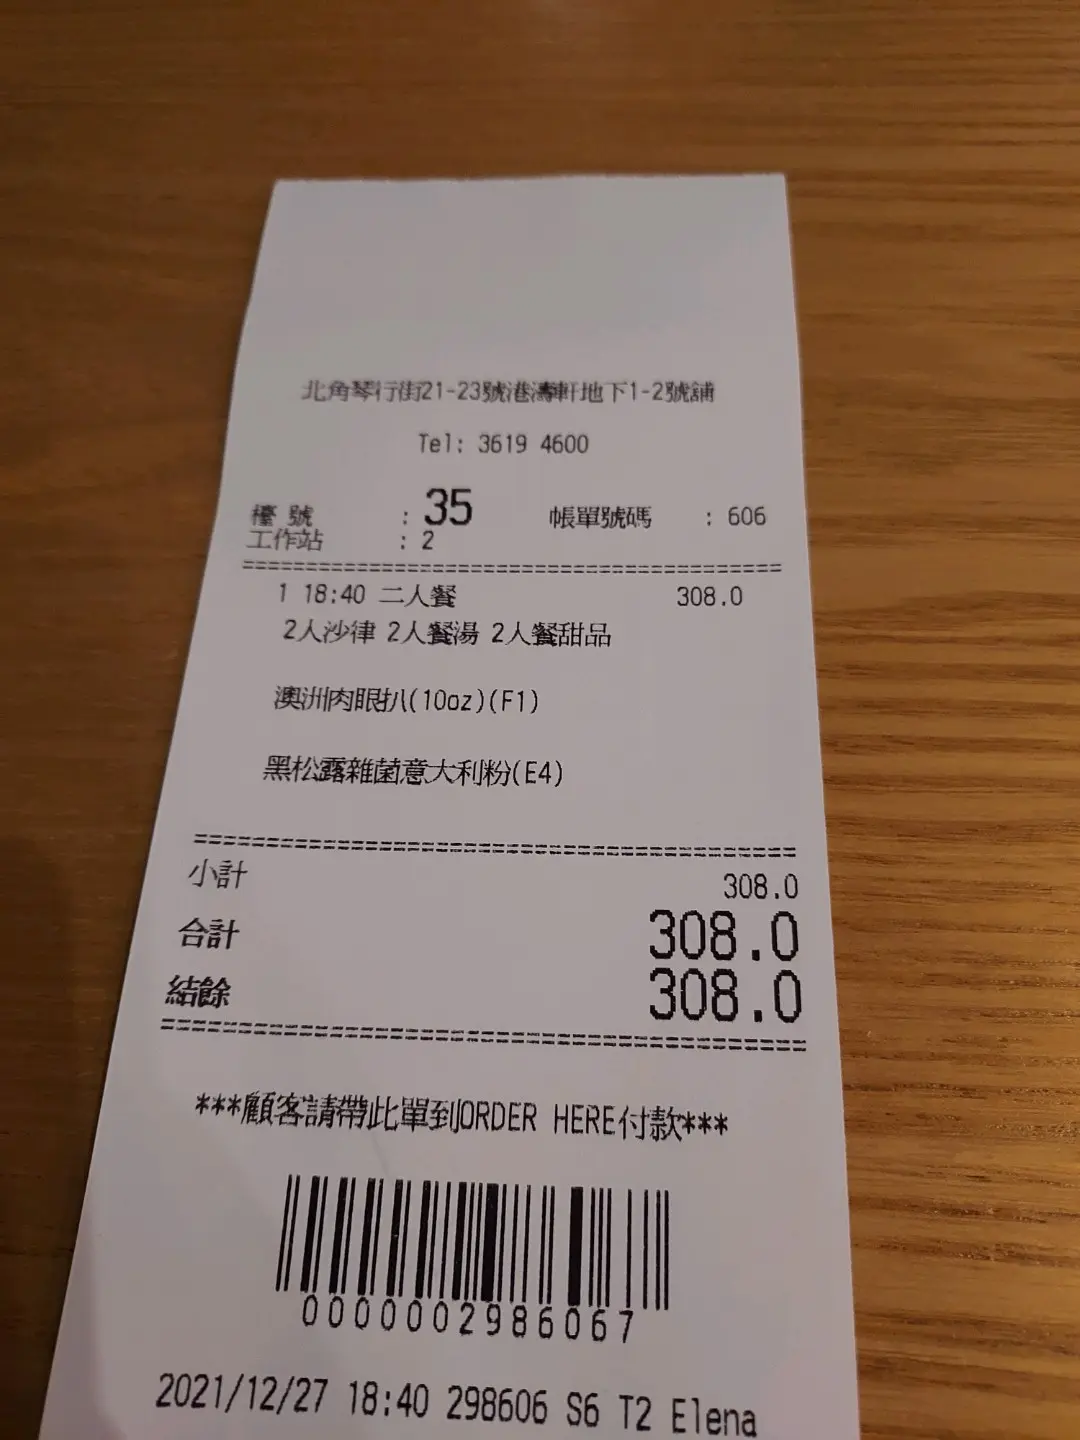 北角琴行街21-23號港濤軒地下1-2號舖
Tel: 3619 4600
檯 號 : 35 帳單號碼 : 606
工作站 : 2
==========================================
1 18:40 二人餐 308.0
2人沙律 2人餐湯 2人餐甜品
澳洲肉眼扒(10oz)(F1)
黑松露雜菌意大利粉(E4)
==========================================
小計 308.0
合計 308.0
結餘 308.0
==========================================
***顧客請帶此單到ORDER HERE付款***
0000002986067
2021/12/27 18:40 298606 S6 T2 Elena